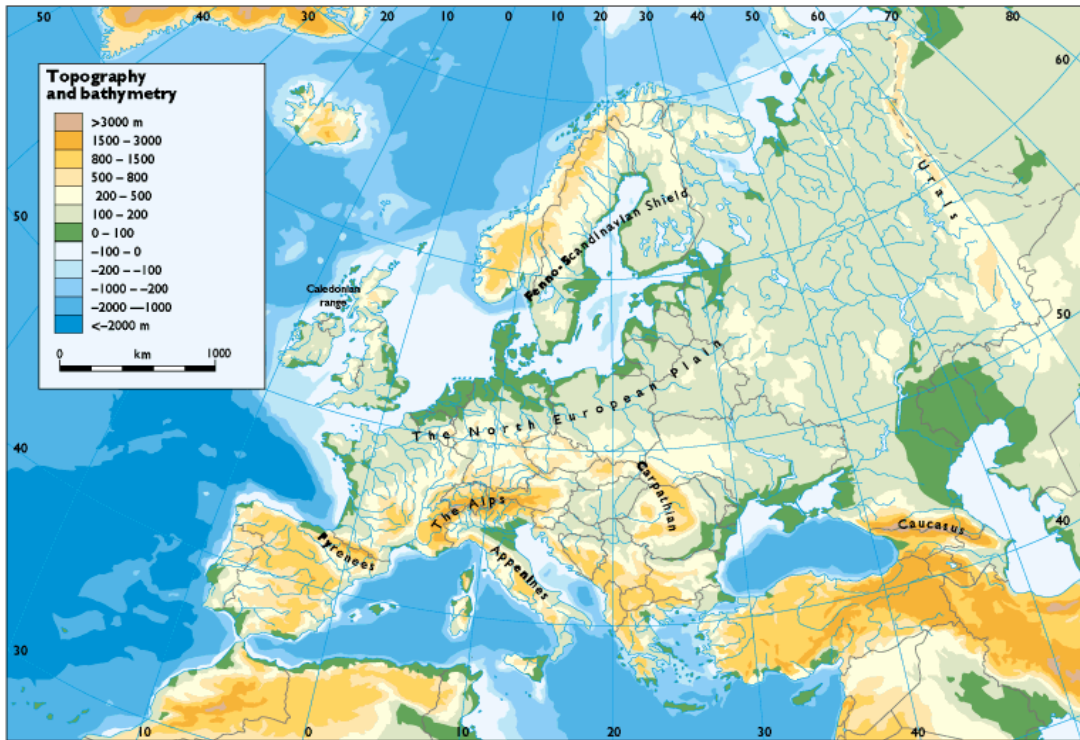 50
40
30
20
10
0
10
20
30
40
50
60
70
80
60
Topography
and bathymetry
>3000 m
1500 – 3000
800 – 1500
500 – 800
200 – 500
100 – 200
0 – 100
–100 – 0
–200 – –100
–1000 – –200
–2000 —1000
<–2000 m
0 km 1000
Urals
50
Fenno-Scandinavian Shield
Caledonian
range
50
The North European Plain
40
Carpathian
The Alps
Caucasus
40
Pyrenees
Appenines
30
10
0
10
20
30
40